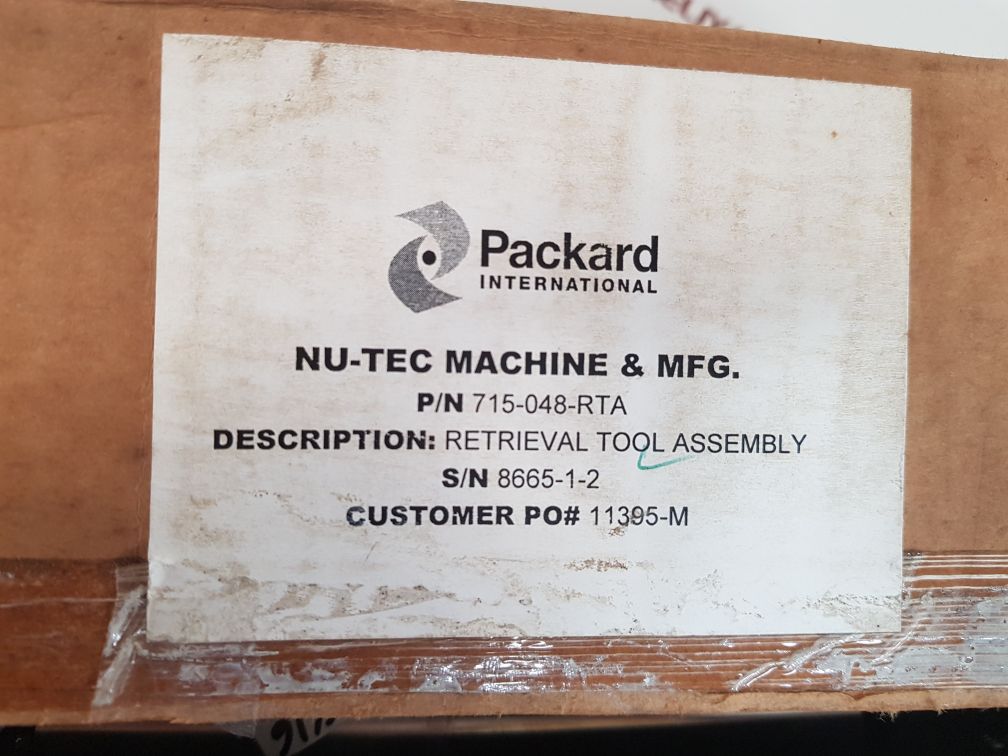 Packard
INTERNATIONAL
NU-TEC MACHINE & MFG.
P/N 715-048-RTA
DESCRIPTION: RETRIEVAL TOOL ASSEMBLY
S/N 8665-1-2
CUSTOMER PO# 11395-M